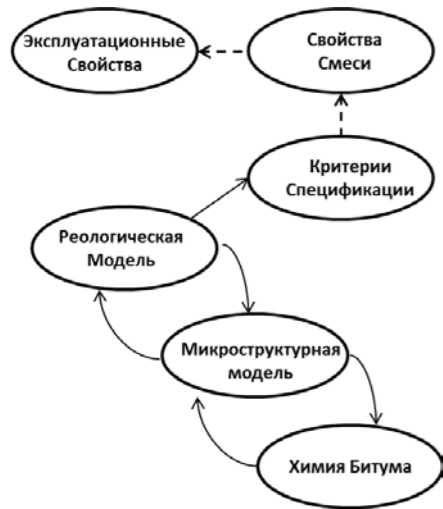 Эксплуатационные
Свойства
Свойства
Смеси
Критерии
Спецификации
Реологическая
Модель
Микроструктурная
модель
Химия Битума